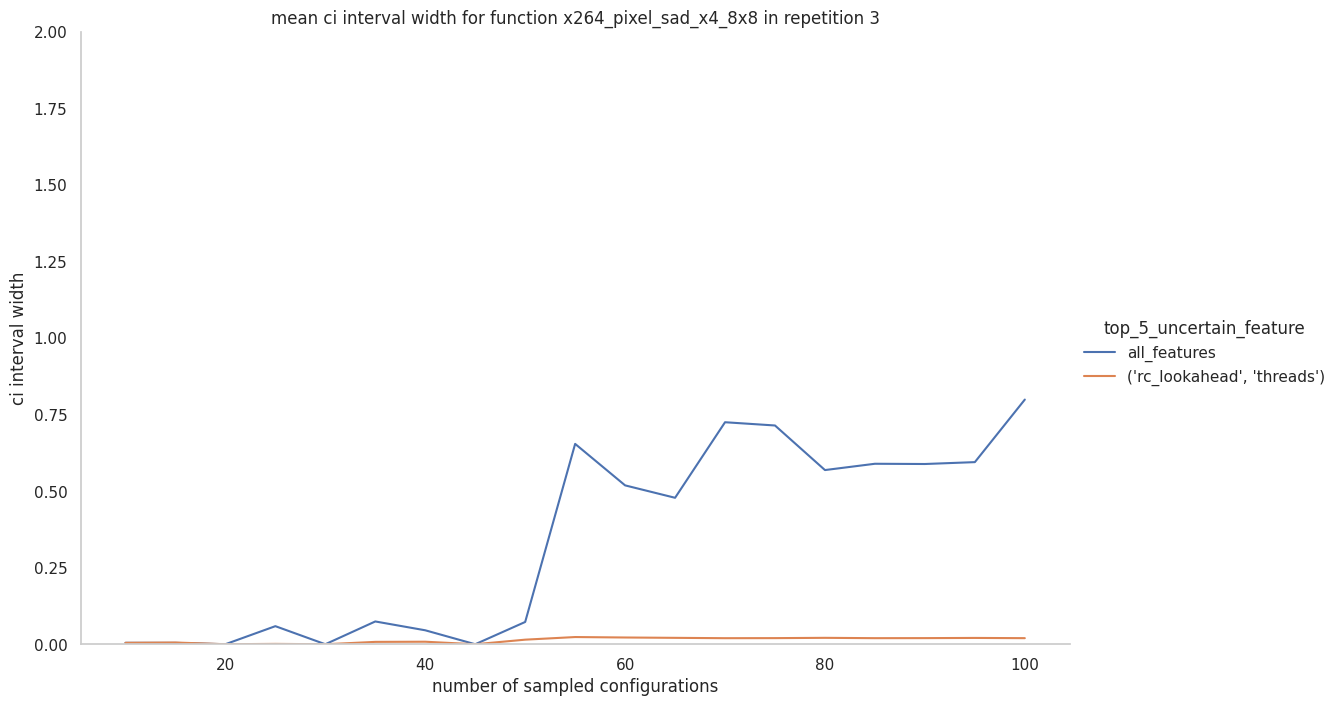 mean ci interval width for function x264_pixel_sad_x4_8x8 in repetition 3
2.00
1.75
1.50
1.25
1.00
0.75
0.50
0.25
0.00
ci interval width
20
40
60
80
100
number of sampled configurations
top_5_uncertain_feature
all_features
('rc_lookahead', 'threads')